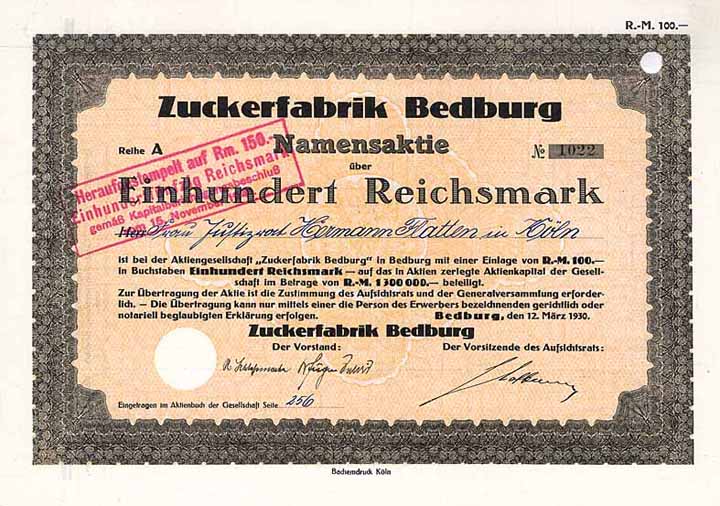 R.-M. 100.—
Zuckerfabrik Bedburg
Reihe A
Namensaktie
№ 1022
über
Einhundert Reichsmark
Heraufgestempelt auf Rm. 150.
Reichsmark
gemäß
15. November
Herr Frau Justizrat Hermann Flatten in Köln
ist bei der Aktiengesellschaft „Zuckerfabrik Bedburg" in Bedburg mit einer Einlage von R.-M. 100.—
in Buchstaben Einhundert Reichsmark — auf das in Aktien zerlegte Aktienkapital der Gesell-
schaft im Betrage von R.-M. 1300000.— beteiligt.
Zur Übertragung der Aktie ist die Zustimmung des Aufsichtsrats und der Generalversammlung erforder-
lich. — Die Übertragung kann nur mittels einer die Person des Erwerbers bezeichnenden gerichtlich oder
notariell beglaubigten Erklärung erfolgen.
Bedburg, den 12. März 1930.
Zuckerfabrik Bedburg
Der Vorstand:
Der Vorsitzende des Aufsichtsrats:
Eingetragen im Aktienbuch der Gesellschaft Seite 256
Bachemdruck Köln